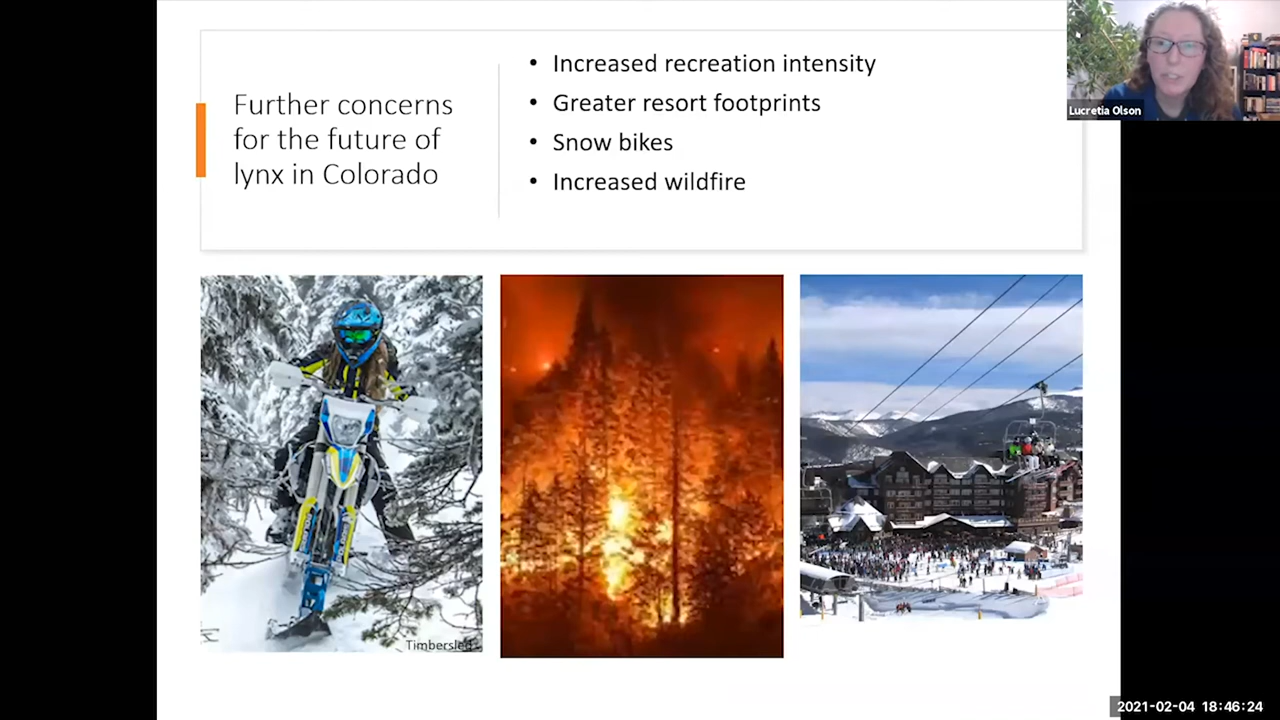 Further concerns
for the future of
lynx in Colorado
• Increased recreation intensity
• Greater resort footprints
• Snow bikes
• Increased wildfire
Lucretia Olson
2021-02-04 18:46:24